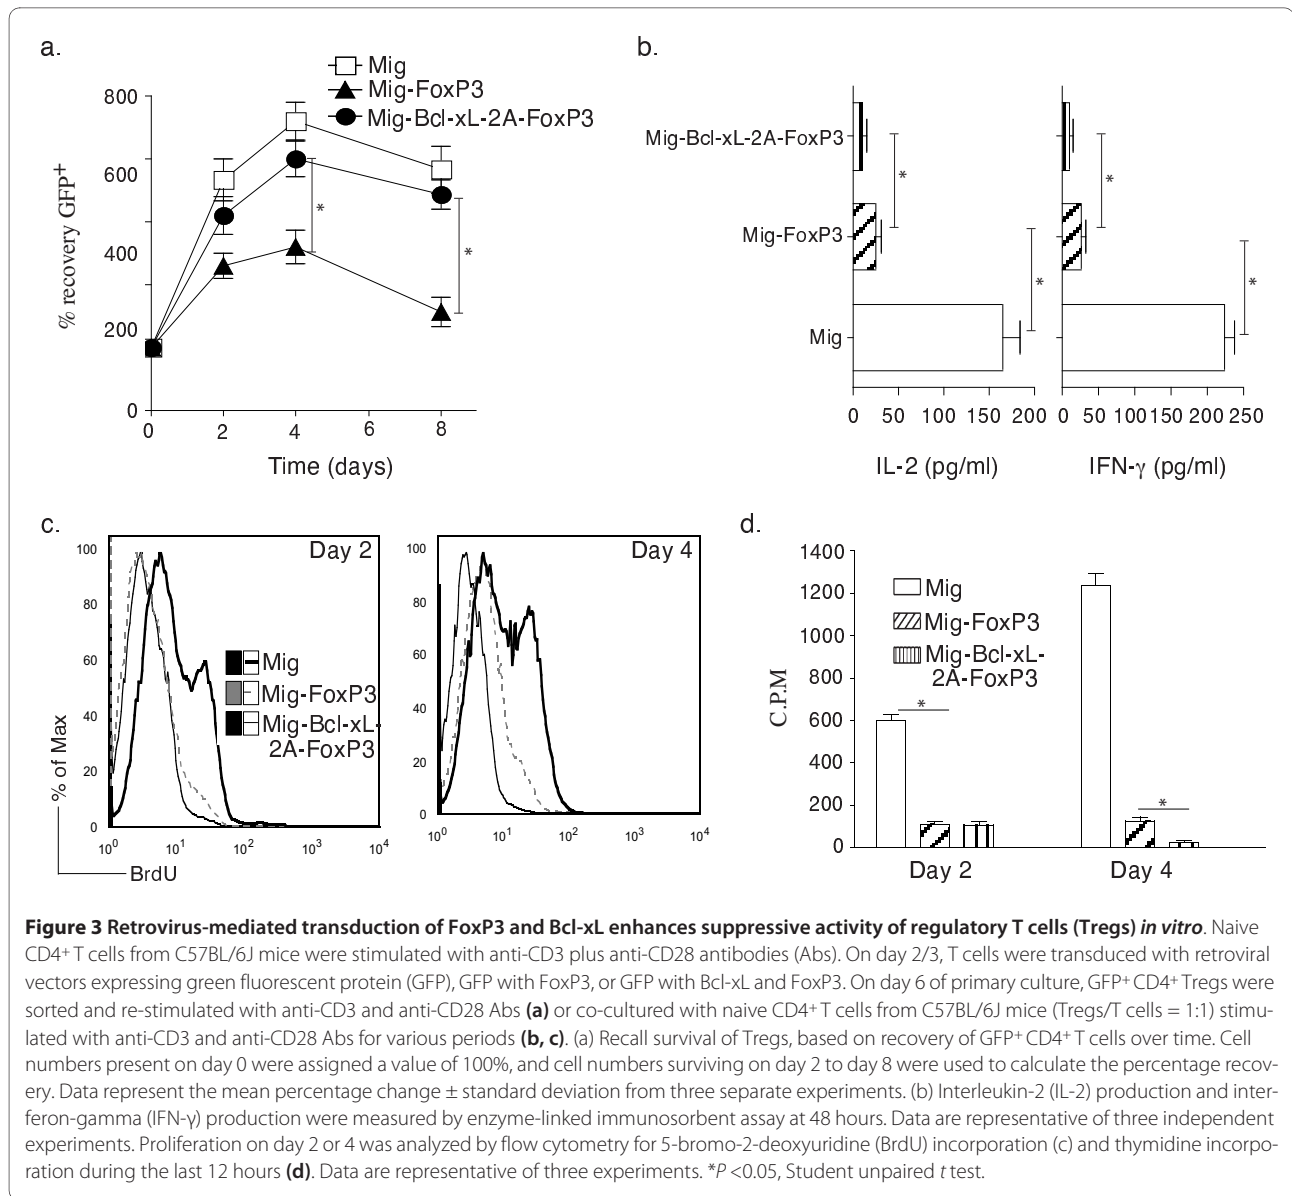 a.
Mig
Mig-FoxP3
Mig-Bcl-xL-2A-FoxP3
800
600
400
200
0
% recovery GFP+
0 2 4 6 8
Time (days)
*
*
b.
Mig-Bcl-xL-2A-FoxP3
Mig-FoxP3
Mig
*
*
*
*
0 50 100 150 200
0 50 100 150 200 250
IL-2 (pg/ml)
IFN-γ (pg/ml)
c.
Day 2
100
80
60
40
20
0
Mig
Mig-FoxP3
Mig-Bcl-xL-
2A-FoxP3
10⁰ 10¹ 10² 10³ 10⁴
% of Max
BrdU
Day 4
100
80
60
40
20
0
10⁰ 10¹ 10² 10³ 10⁴
d.
1400
1200
1000
800
600
400
200
0
C.P.M
Mig
Mig-FoxP3
Mig-Bcl-xL-
2A-FoxP3
*
*
Day 2
Day 4
Figure 3 Retrovirus-mediated transduction of FoxP3 and Bcl-xL enhances suppressive activity of regulatory T cells (Tregs) in vitro. Naive
CD4+ T cells from C57BL/6J mice were stimulated with anti-CD3 plus anti-CD28 antibodies (Abs). On day 2/3, T cells were transduced with retroviral
vectors expressing green fluorescent protein (GFP), GFP with FoxP3, or GFP with Bcl-xL and FoxP3. On day 6 of primary culture, GFP+ CD4+ Tregs were
sorted and re-stimulated with anti-CD3 and anti-CD28 Abs (a) or co-cultured with naive CD4+ T cells from C57BL/6J mice (Tregs/T cells = 1:1) stimu-
lated with anti-CD3 and anti-CD28 Abs for various periods (b, c). (a) Recall survival of Tregs, based on recovery of GFP+ CD4+ T cells over time. Cell
numbers present on day 0 were assigned a value of 100%, and cell numbers surviving on day 2 to day 8 were used to calculate the percentage recov-
ery. Data represent the mean percentage change ± standard deviation from three separate experiments. (b) Interleukin-2 (IL-2) production and inter-
feron-gamma (IFN-γ) production were measured by enzyme-linked immunosorbent assay at 48 hours. Data are representative of three independent
experiments. Proliferation on day 2 or 4 was analyzed by flow cytometry for 5-bromo-2-deoxyuridine (BrdU) incorporation (c) and thymidine incorpo-
ration during the last 12 hours (d). Data are representative of three experiments. *P <0.05, Student unpaired t test.